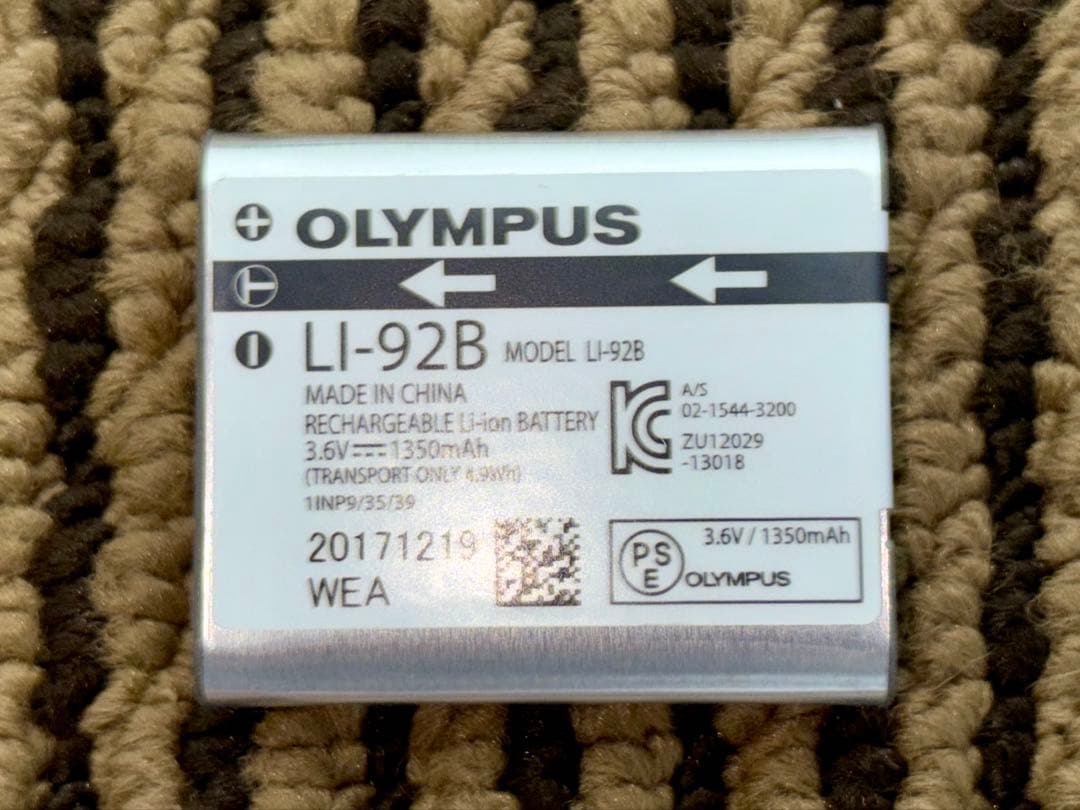 OLYMPUS
LI-92B MODEL LI-92B
MADE IN CHINA
RECHARGEABLE Li-ion BATTERY
3.6V⎓1350mAh
(TRANSPORT ONLY 4.9Wh)
1INP9/35/39
20171219
WEA
A/S
02-1544-3200
ZU12029
-13018
PS
E
3.6V / 1350mAh
OLYMPUS